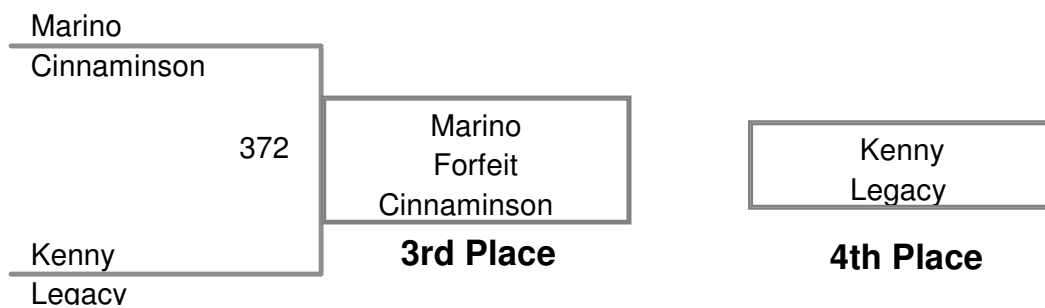 Marino
Cinnaminson
372
Marino
Forfeit
Cinnaminson
3rd Place
Kenny
Legacy
4th Place
Kenny
Legacy